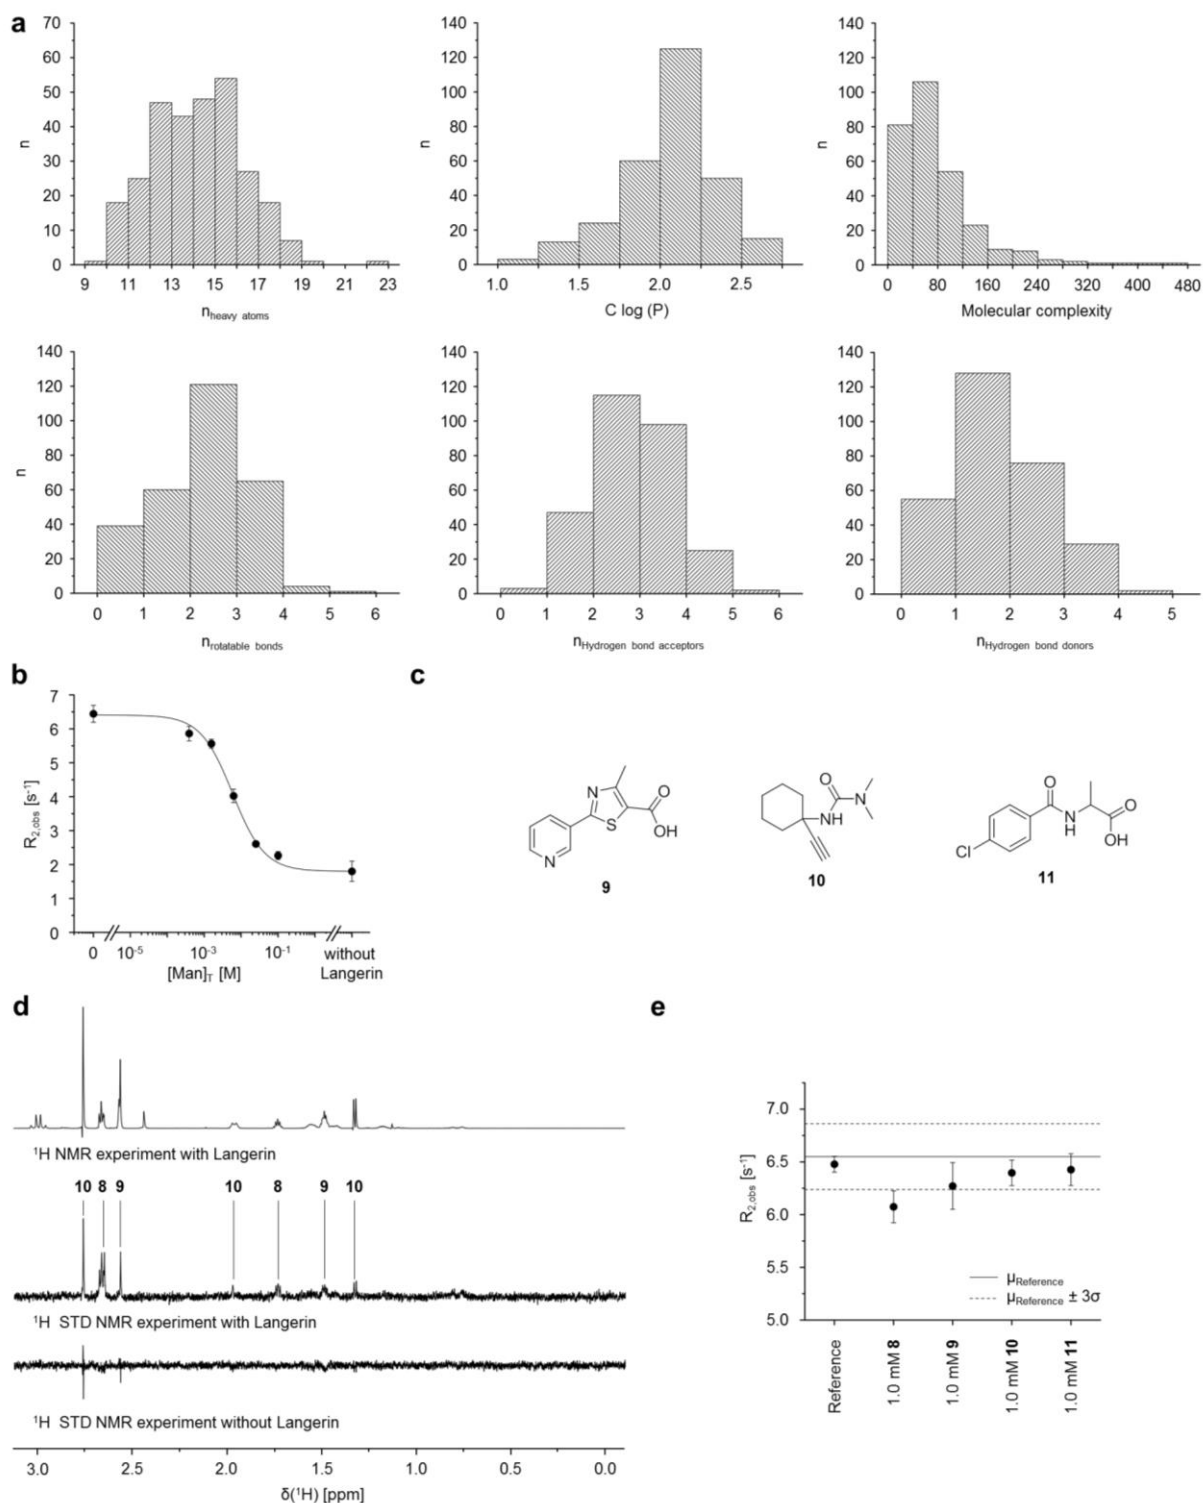 a
70
60
50
40
30
20
10
0
n
9 11 13 15 17 19 21 23
n heavy atoms
140
120
100
80
60
40
20
0
n
1.0 1.5 2.0 2.5
C log (P)
140
120
100
80
60
40
20
0
n
0 80 160 240 320 400 480
Molecular complexity
140
120
100
80
60
40
20
0
n
0 1 2 3 4 5 6
n rotatable bonds
140
120
100
80
60
40
20
0
0 1 2 3 4 5 6
n Hydrogen bond acceptors
140
120
100
80
60
40
20
0
0 1 2 3 4 5
n Hydrogen bond donors
b
7
6
5
4
3
2
1
0
R2,obs [s⁻¹]
0 10⁻⁵ 10⁻³ 10⁻¹ without
Langerin
[Man]T [M]
c
N
S
O
OH
N
9
O
NH
N
10
O
N
H
O
OH
Cl
11
d
¹H NMR experiment with Langerin
10 8 9 10 8 9 10
¹H STD NMR experiment with Langerin
¹H STD NMR experiment without Langerin
3.0 2.5 2.0 1.5 1.0 0.5 0.0
δ(¹H) [ppm]
e
7.0
6.5
6.0
5.5
5.0
R2,obs [s⁻¹]
μReference
μReference ± 3σ
Reference
1.0 mM 8
1.0 mM 9
1.0 mM 10
1.0 mM 11